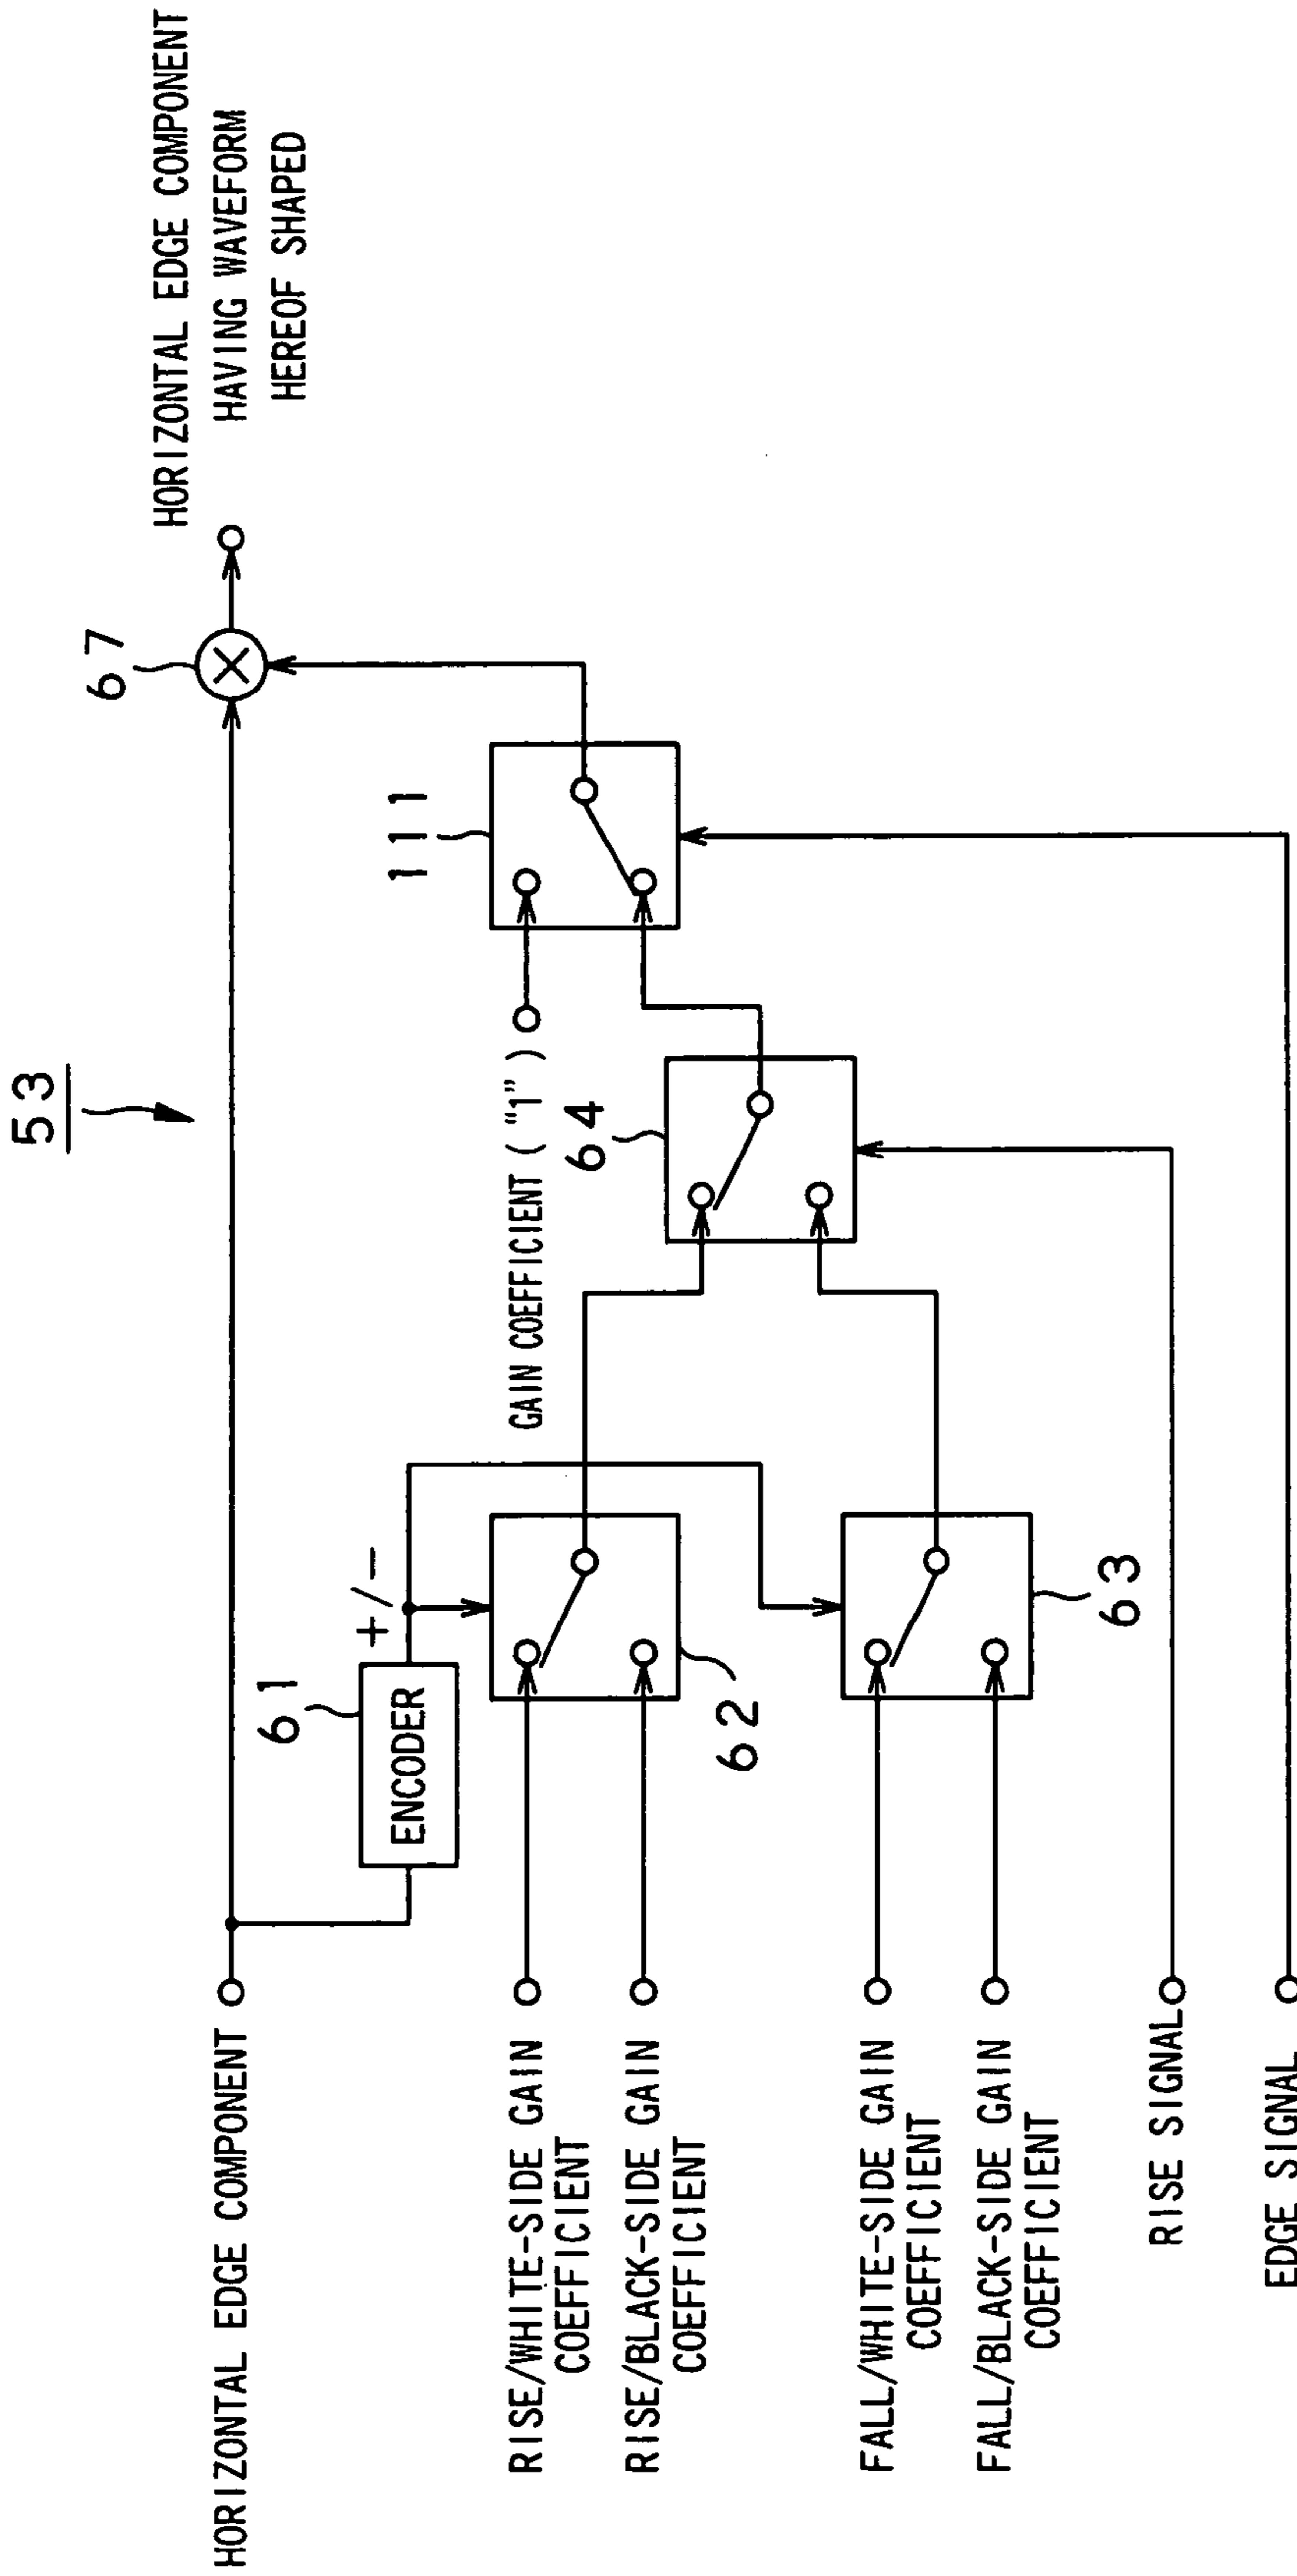 53
HORIZONTAL EDGE COMPONENT
67
HORIZONTAL EDGE COMPONENT
HAVING WAVEFORM
HEREOF SHAPED
61
ENCODER
+/−
111
GAIN COEFFICIENT ( “1” )
64
RISE/WHITE-SIDE GAIN
COEFFICIENT
RISE/BLACK-SIDE GAIN
COEFFICIENT
62
FALL/WHITE-SIDE GAIN
COEFFICIENT
FALL/BLACK-SIDE GAIN
COEFFICIENT
63
RISE SIGNAL
EDGE SIGNAL